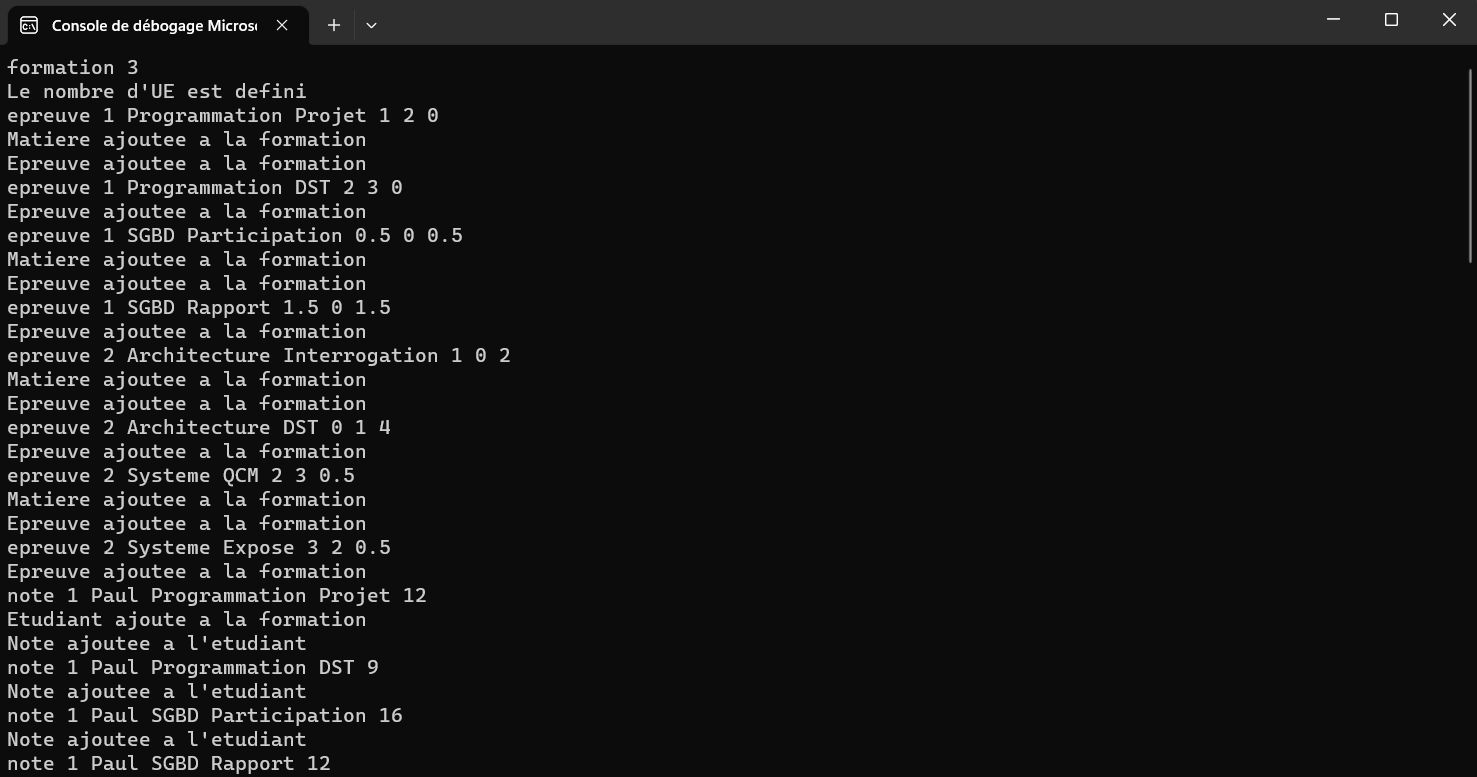 Console de débogage Micros
formation 3
Le nombre d'UE est defini
epreuve 1 Programmation Projet 1 2 0
Matiere ajoutee a la formation
Epreuve ajoutee a la formation
epreuve 1 Programmation DST 2 3 0
Epreuve ajoutee a la formation
epreuve 1 SGBD Participation 0.5 0 0.5
Matiere ajoutee a la formation
Epreuve ajoutee a la formation
epreuve 1 SGBD Rapport 1.5 0 1.5
Epreuve ajoutee a la formation
epreuve 2 Architecture Interrogation 1 0 2
Matiere ajoutee a la formation
Epreuve ajoutee a la formation
epreuve 2 Architecture DST 0 1 4
Epreuve ajoutee a la formation
epreuve 2 Systeme QCM 2 3 0.5
Matiere ajoutee a la formation
Epreuve ajoutee a la formation
epreuve 2 Systeme Expose 3 2 0.5
Epreuve ajoutee a la formation
note 1 Paul Programmation Projet 12
Etudiant ajoute a la formation
Note ajoutee a l'etudiant
note 1 Paul Programmation DST 9
Note ajoutee a l'etudiant
note 1 Paul SGBD Participation 16
Note ajoutee a l'etudiant
note 1 Paul SGBD Rapport 12